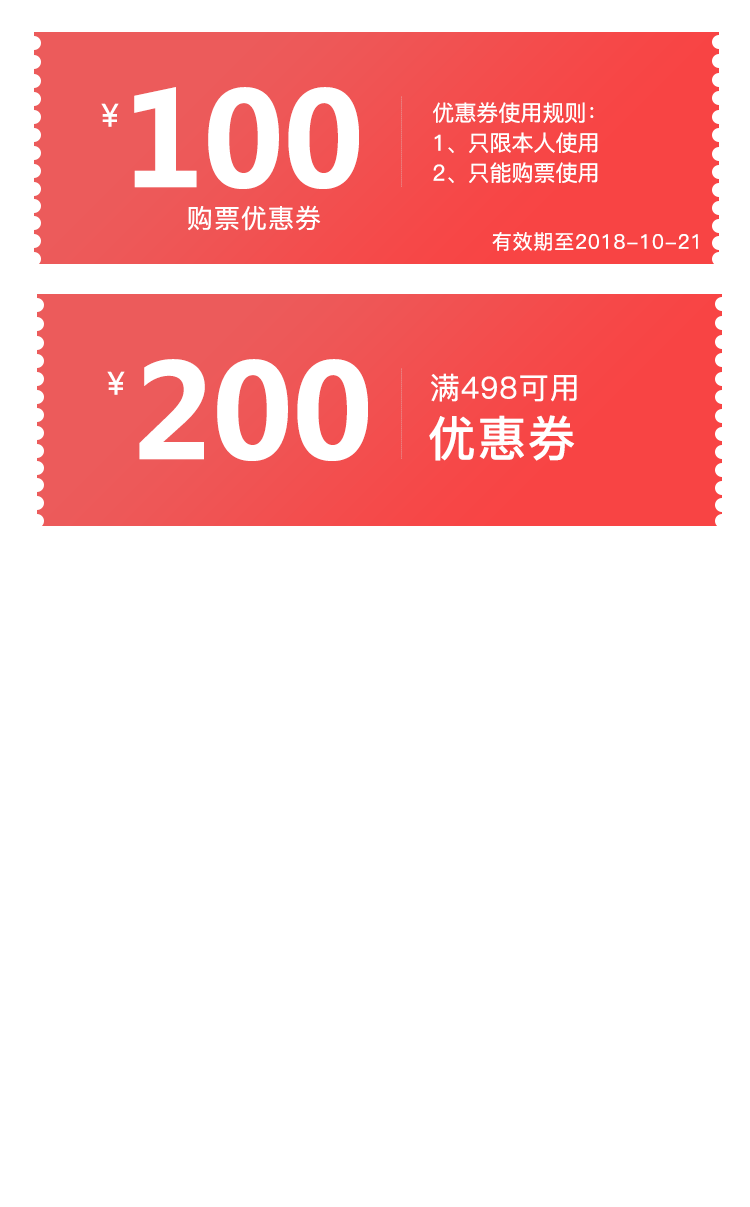 ¥100
购票优惠券
优惠券使用规则：
1、只限本人使用
2、只能购票使用
有效期至2018-10-21
¥200
满498可用
优惠券